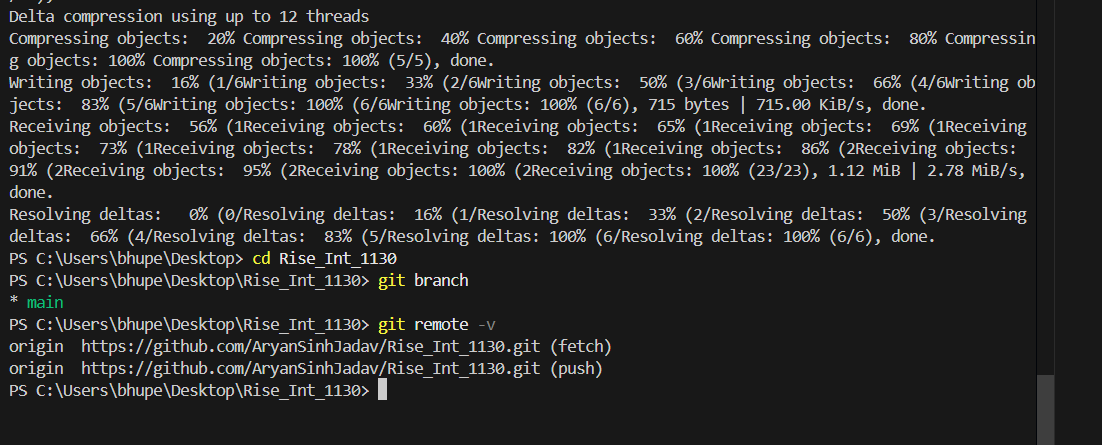 Delta compression using up to 12 threads
Compressing objects:  20% Compressing objects:  40% Compressing objects:  60% Compressing objects:  80% Compressin
g objects: 100% Compressing objects: 100% (5/5), done.
Writing objects:  16% (1/6Writing objects:  33% (2/6Writing objects:  50% (3/6Writing objects:  66% (4/6Writing ob
jects:  83% (5/6Writing objects: 100% (6/6Writing objects: 100% (6/6), 715 bytes | 715.00 KiB/s, done.
Receiving objects:  56% (1Receiving objects:  60% (1Receiving objects:  65% (1Receiving objects:  69% (1Receiving
objects:  73% (1Receiving objects:  78% (1Receiving objects:  82% (1Receiving objects:  86% (2Receiving objects:
91% (2Receiving objects:  95% (2Receiving objects: 100% (2Receiving objects: 100% (23/23), 1.12 MiB | 2.78 MiB/s,
done.
Resolving deltas:   0% (0/Resolving deltas:  16% (1/Resolving deltas:  33% (2/Resolving deltas:  50% (3/Resolving
deltas:  66% (4/Resolving deltas:  83% (5/Resolving deltas: 100% (6/Resolving deltas: 100% (6/6), done.
PS C:\Users\bhupe\Desktop> cd Rise_Int_1130
PS C:\Users\bhupe\Desktop\Rise_Int_1130> git branch
* main
PS C:\Users\bhupe\Desktop\Rise_Int_1130> git remote -v
origin  https://github.com/AryanSinhJadav/Rise_Int_1130.git (fetch)
origin  https://github.com/AryanSinhJadav/Rise_Int_1130.git (push)
PS C:\Users\bhupe\Desktop\Rise_Int_1130>